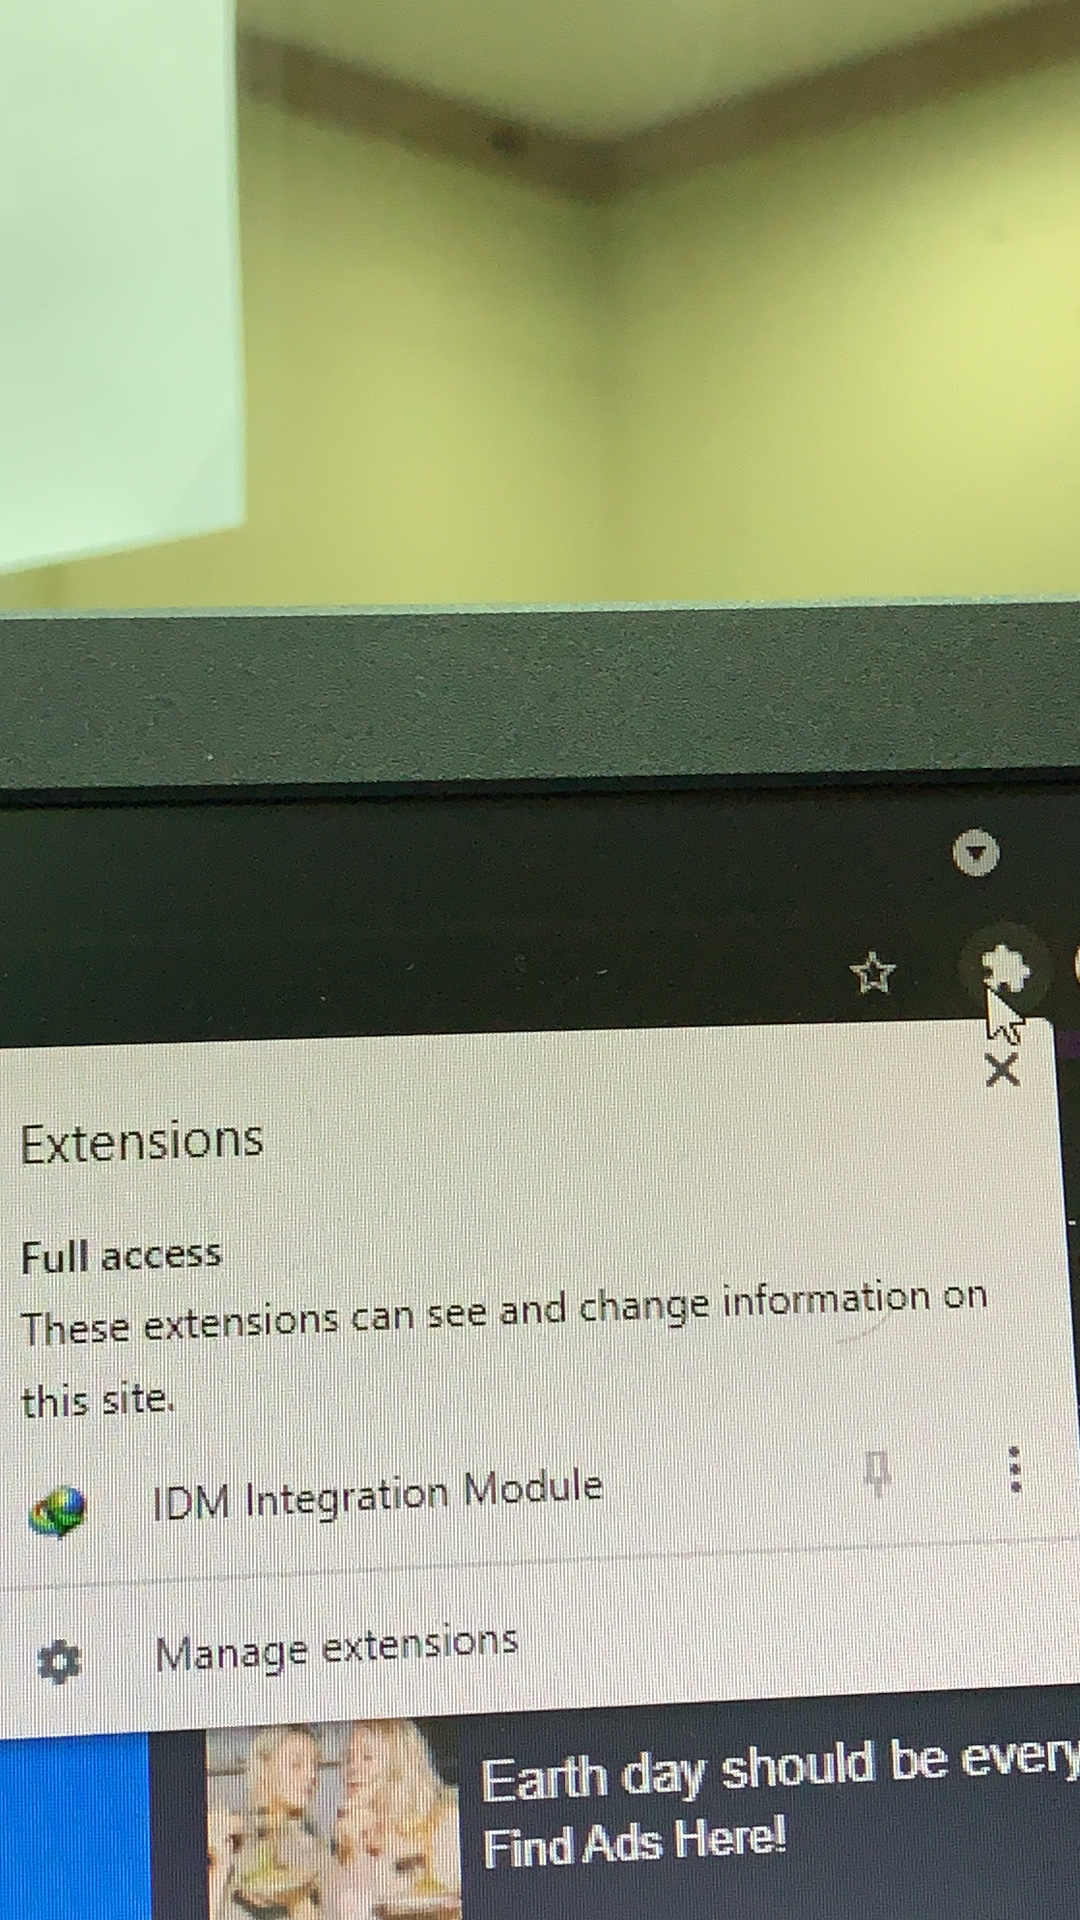 Extensions
Full access
These extensions can see and change information on
this site.
IDM Integration Module
Manage extensions
Earth day should be every
Find Ads Here!